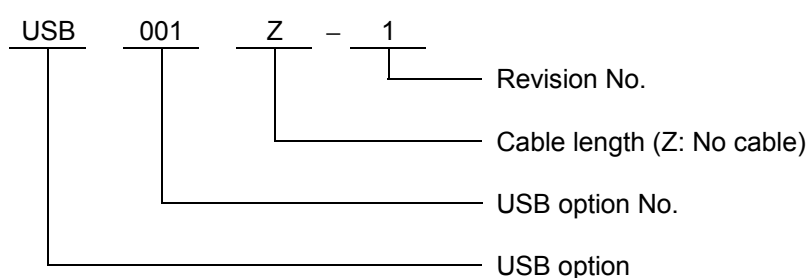 USB 001 Z – 1
Revision No.
Cable length (Z: No cable)
USB option No.
USB option